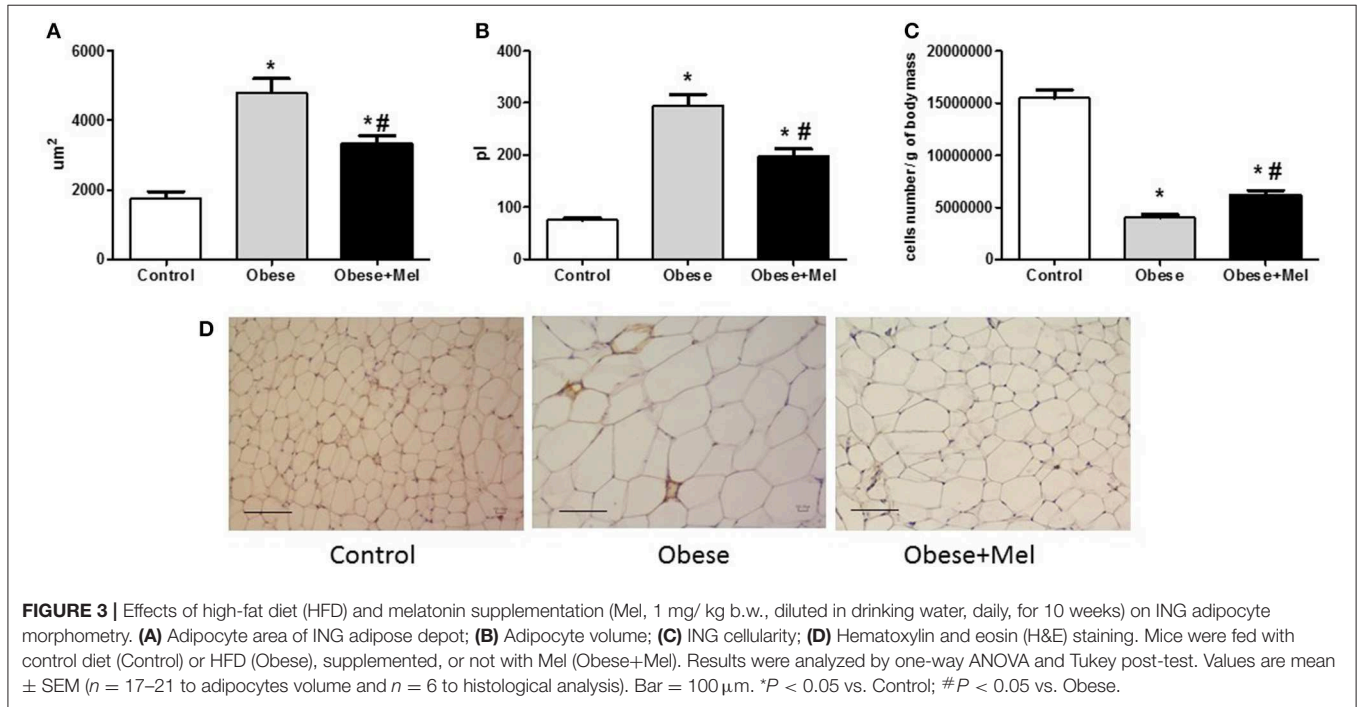 A
6000
4000
2000
0
um²
*
*#
Control
Obese
Obese+Mel
B
400
300
200
100
0
pl
*
* #
Control
Obese
Obese+Mel
C
20000000
15000000
10000000
5000000
0
cells number/ g of body mass
*
* #
Control
Obese
Obese+Mel
D
Control
Obese
Obese+Mel
FIGURE 3 | Effects of high-fat diet (HFD) and melatonin supplementation (Mel, 1 mg/ kg b.w., diluted in drinking water, daily, for 10 weeks) on ING adipocyte
morphometry. (A) Adipocyte area of ING adipose depot; (B) Adipocyte volume; (C) ING cellularity; (D) Hematoxylin and eosin (H&E) staining. Mice were fed with
control diet (Control) or HFD (Obese), supplemented, or not with Mel (Obese+Mel). Results were analyzed by one-way ANOVA and Tukey post-test. Values are mean
± SEM (n = 17–21 to adipocytes volume and n = 6 to histological analysis). Bar = 100 μm. *P < 0.05 vs. Control; #P < 0.05 vs. Obese.